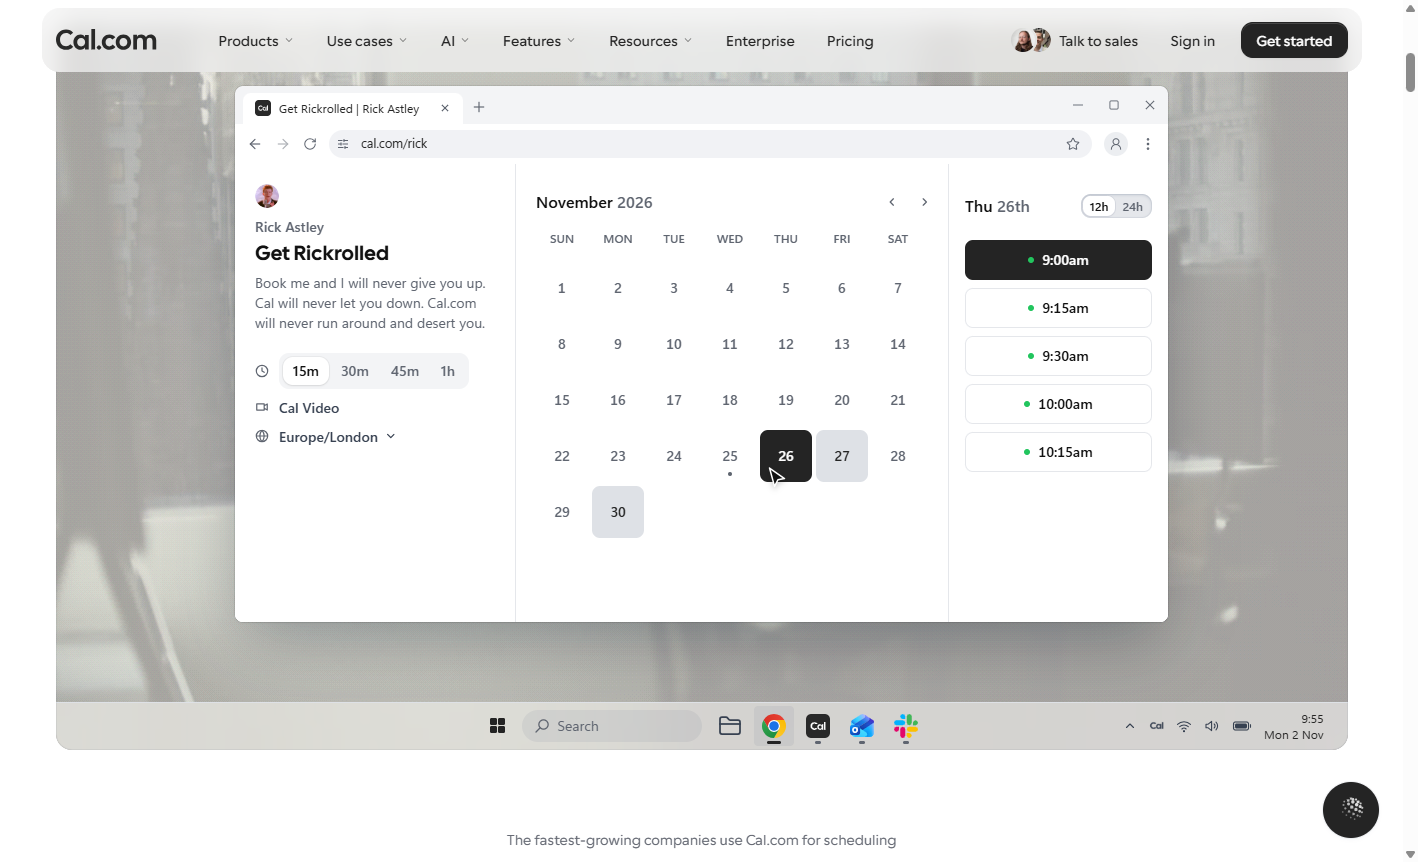 Cal.com
Products
Use cases
AI
Features
Resources
Enterprise
Pricing
Talk to sales
Sign in
Get started
Cal
Get Rickrolled | Rick Astley
cal.com/rick
Rick Astley
Get Rickrolled
Book me and I will never give you up.
Cal will never let you down. Cal.com
will never run around and desert you.
15m 30m 45m 1h
Cal Video
Europe/London
November 2026
SUN MON TUE WED THU FRI SAT
1 2 3 4 5 6 7
8 9 10 11 12 13 14
15 16 17 18 19 20 21
22 23 24 25 26 27 28
29 30
Thu 26th
12h 24h
9:00am
9:15am
9:30am
10:00am
10:15am
Search
Cal
Cal
9:55
Mon 2 Nov
The fastest-growing companies use Cal.com for scheduling